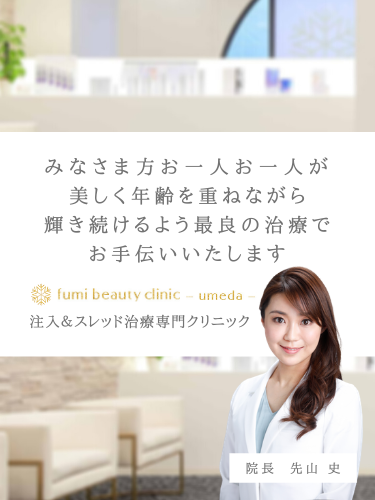 みなさま方お一人お一人が
美しく年齢を重ねながら
輝き続けるよう最良の治療で
お手伝いいたします
fumi beauty clinic – umeda –
注入&スレッド治療専門クリニック
院長　先山 史